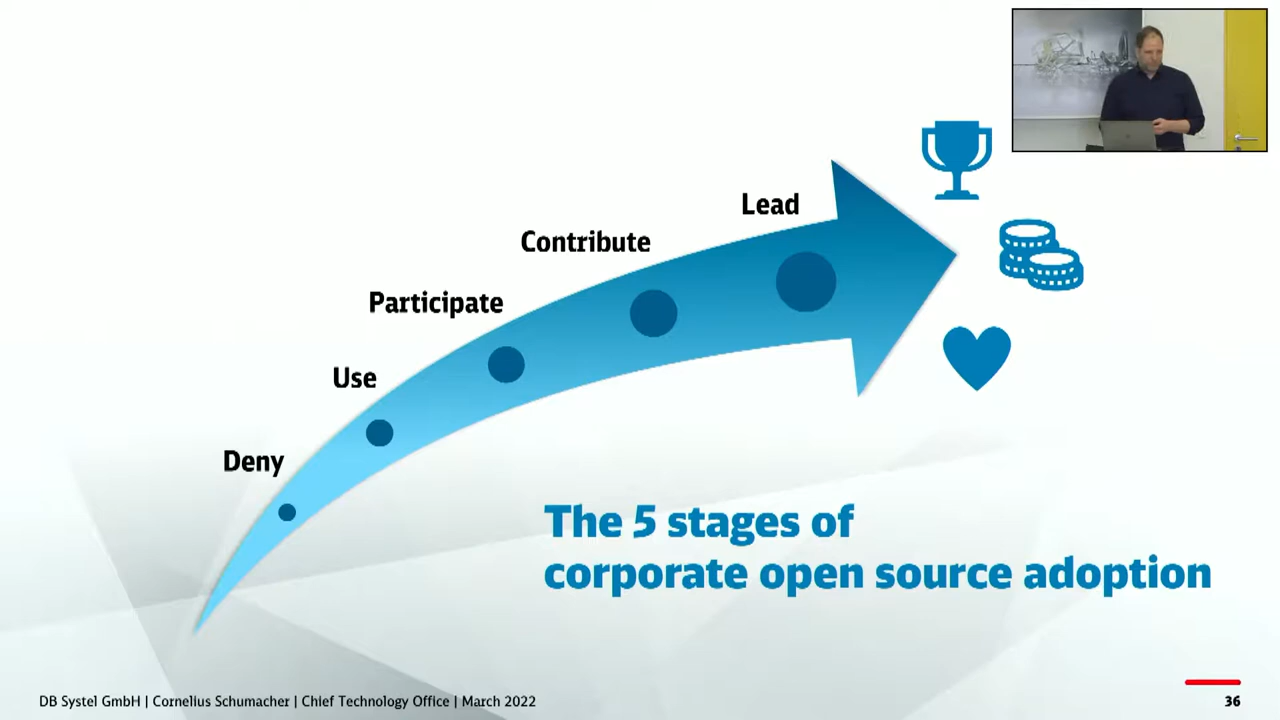 Lead
Contribute
Participate
Use
Deny
The 5 stages of
corporate open source adoption
DB Systel GmbH | Cornelius Schumacher | Chief Technology Office | March 2022
36